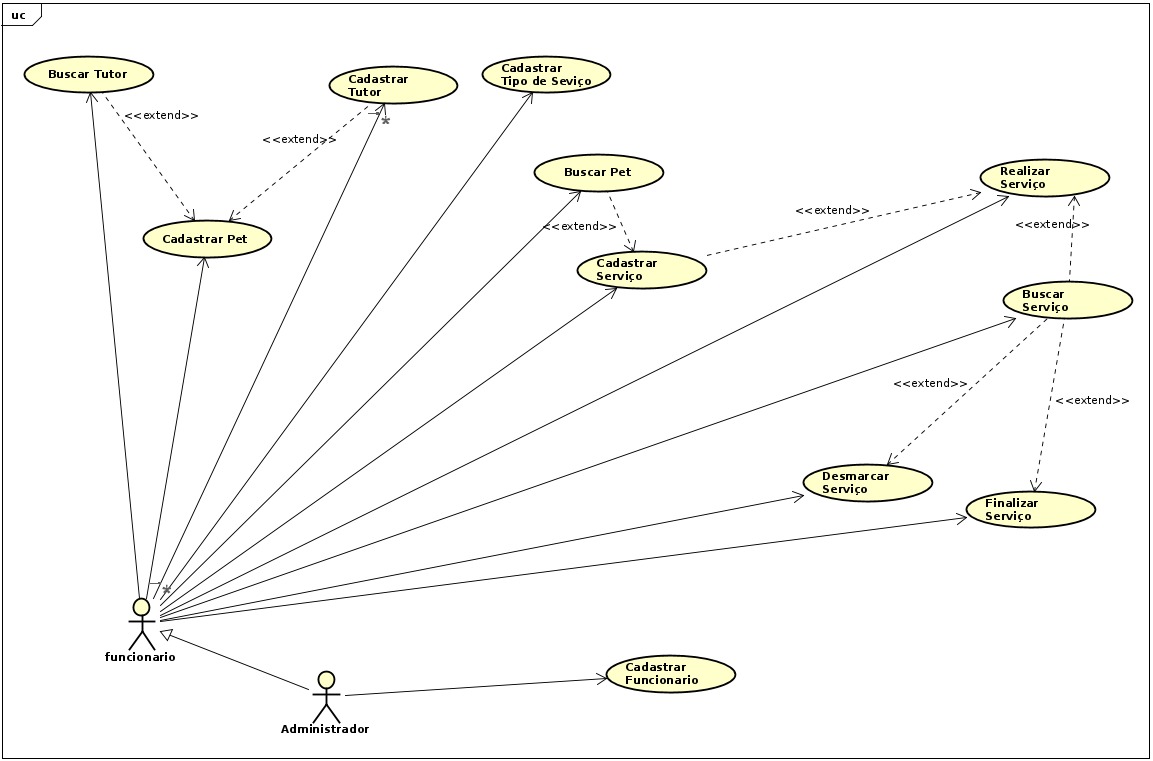 uc
Buscar Tutor
Cadastrar
Tutor
Cadastrar
Tipo de Seviço
<<extend>>
<<extend>>
*
Buscar Pet
Realizar
Serviço
<<extend>>
<<extend>>
<<extend>>
Cadastrar Pet
Cadastrar
Serviço
Buscar
Serviço
<<extend>>
<<extend>>
Desmarcar
Serviço
Finalizar
Serviço
*
funcionario
Cadastrar
Funcionario
Administrador